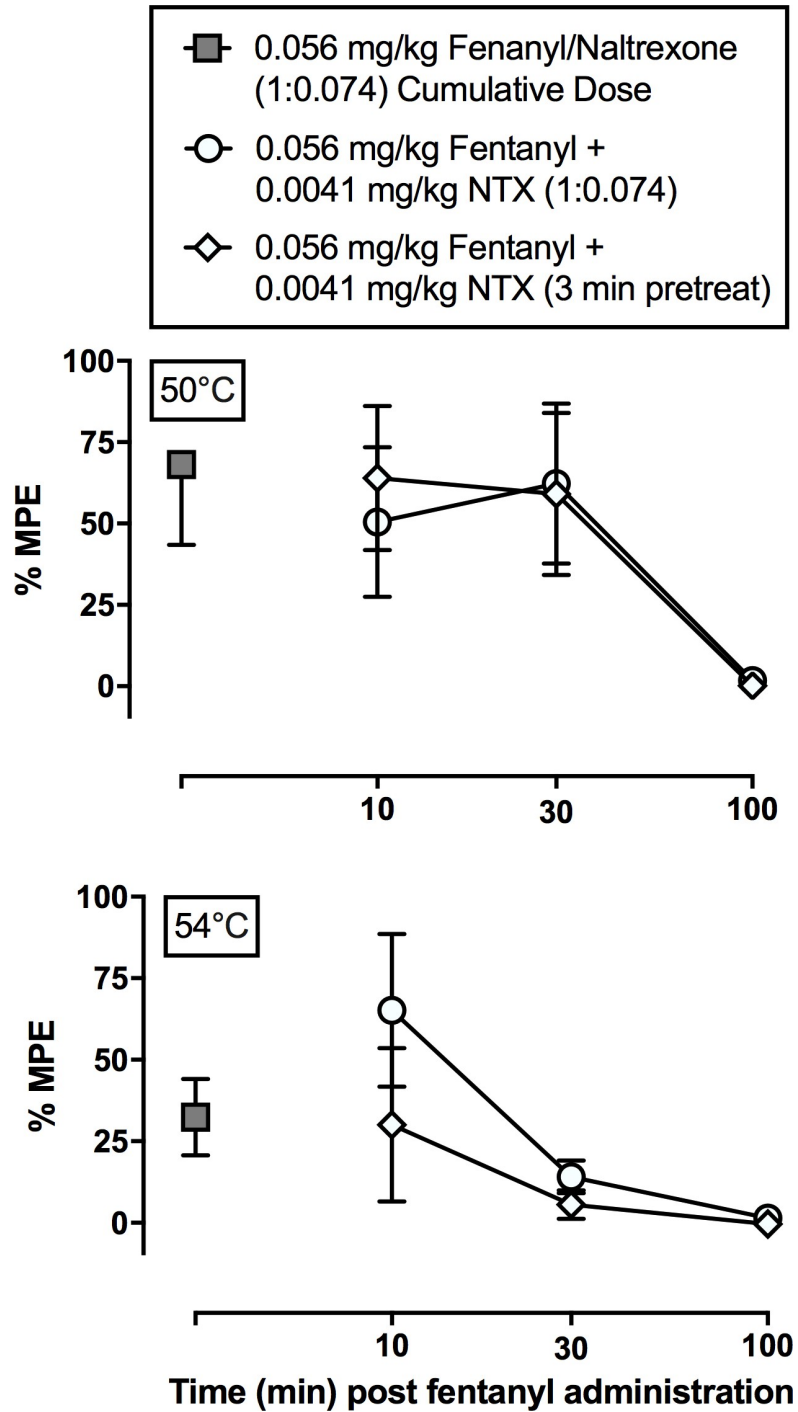 0.056 mg/kg Fenanyl/Naltrexone
(1:0.074) Cumulative Dose
0.056 mg/kg Fentanyl +
0.0041 mg/kg NTX (1:0.074)
0.056 mg/kg Fentanyl +
0.0041 mg/kg NTX (3 min pretreat)
100
75
50
25
0
% MPE
50°C
10
30
100
100
75
50
25
0
% MPE
54°C
10
30
100
Time (min) post fentanyl administration